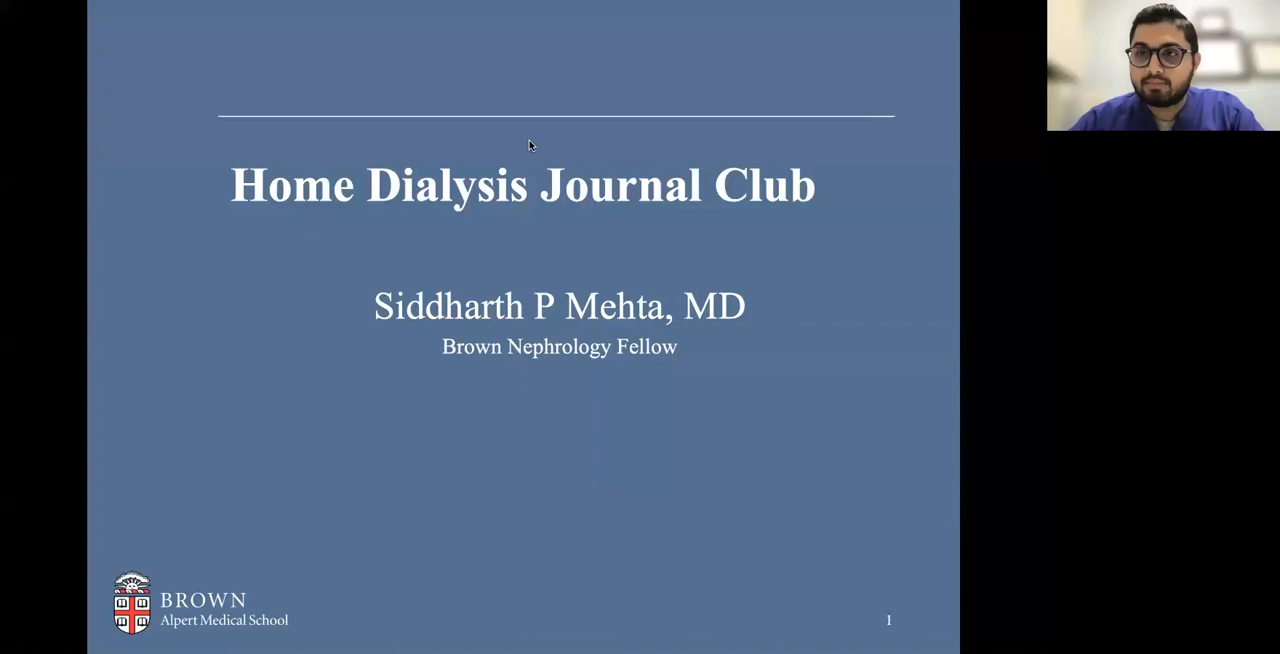 Home Dialysis Journal Club
Siddharth P Mehta, MD
Brown Nephrology Fellow
BROWN
Alpert Medical School
1